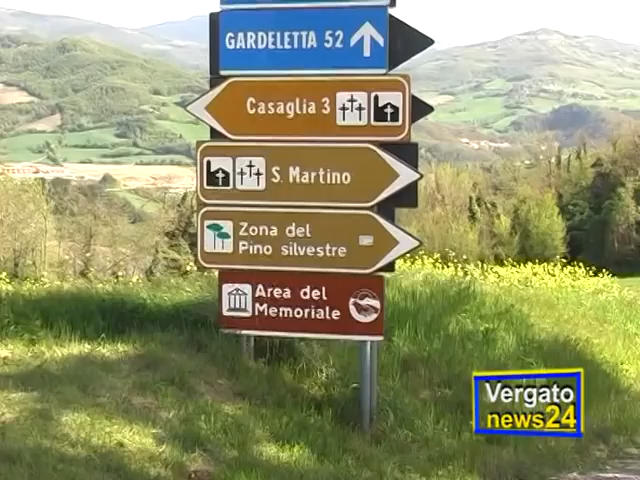 GARDELETTA 52
Casaglia 3
S. Martino
Zona del
Pino silvestre
Area del
Memoriale
Vergato
news24